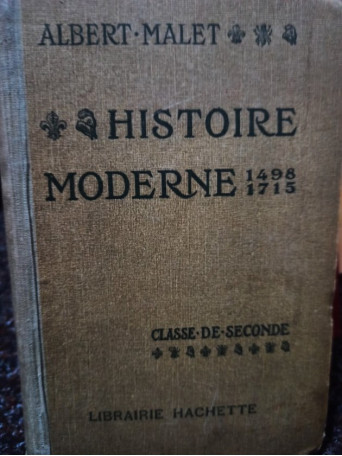 ALBERT·MALET
HISTOIRE
MODERNE 1498
1715
CLASSE·DE·SECONDE
LIBRAIRIE HACHETTE